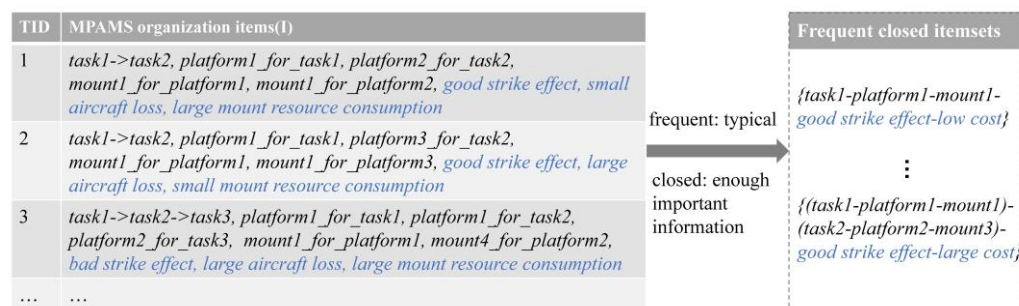 TID MPAMS organization items(I)
1 task1->task2, platform1_for_task1, platform2_for_task2,
mount1_for_platform1, mount1_for_platform2, good strike effect, small
aircraft loss, large mount resource consumption
2 task1->task2, platform1_for_task1, platform3_for_task2,
mount1_for_platform1, mount1_for_platform3, good strike effect, large
aircraft loss, small mount resource consumption
3 task1->task2->task3, platform1_for_task1, platform1_for_task2,
platform2_for_task3, mount1_for_platform1, mount4_for_platform2,
bad strike effect, large aircraft loss, large mount resource consumption
... ...
frequent: typical
closed: enough
important
information
Frequent closed itemsets
{task1-platform1-mount1-
good strike effect-low cost}
⋮
{(task1-platform1-mount1)-
(task2-platform2-mount3)-
good strike effect-large cost}